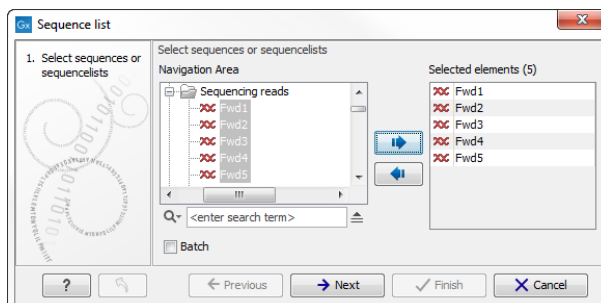 Gx Sequence list
1. Select sequences or
sequencelists
Select sequences or sequencelists
Navigation Area
Sequencing reads
Fwd1
Fwd2
Fwd3
Fwd4
Fwd5
<enter search term>
Batch
Selected elements (5)
Fwd1
Fwd2
Fwd3
Fwd4
Fwd5
?
Previous
Next
Finish
Cancel